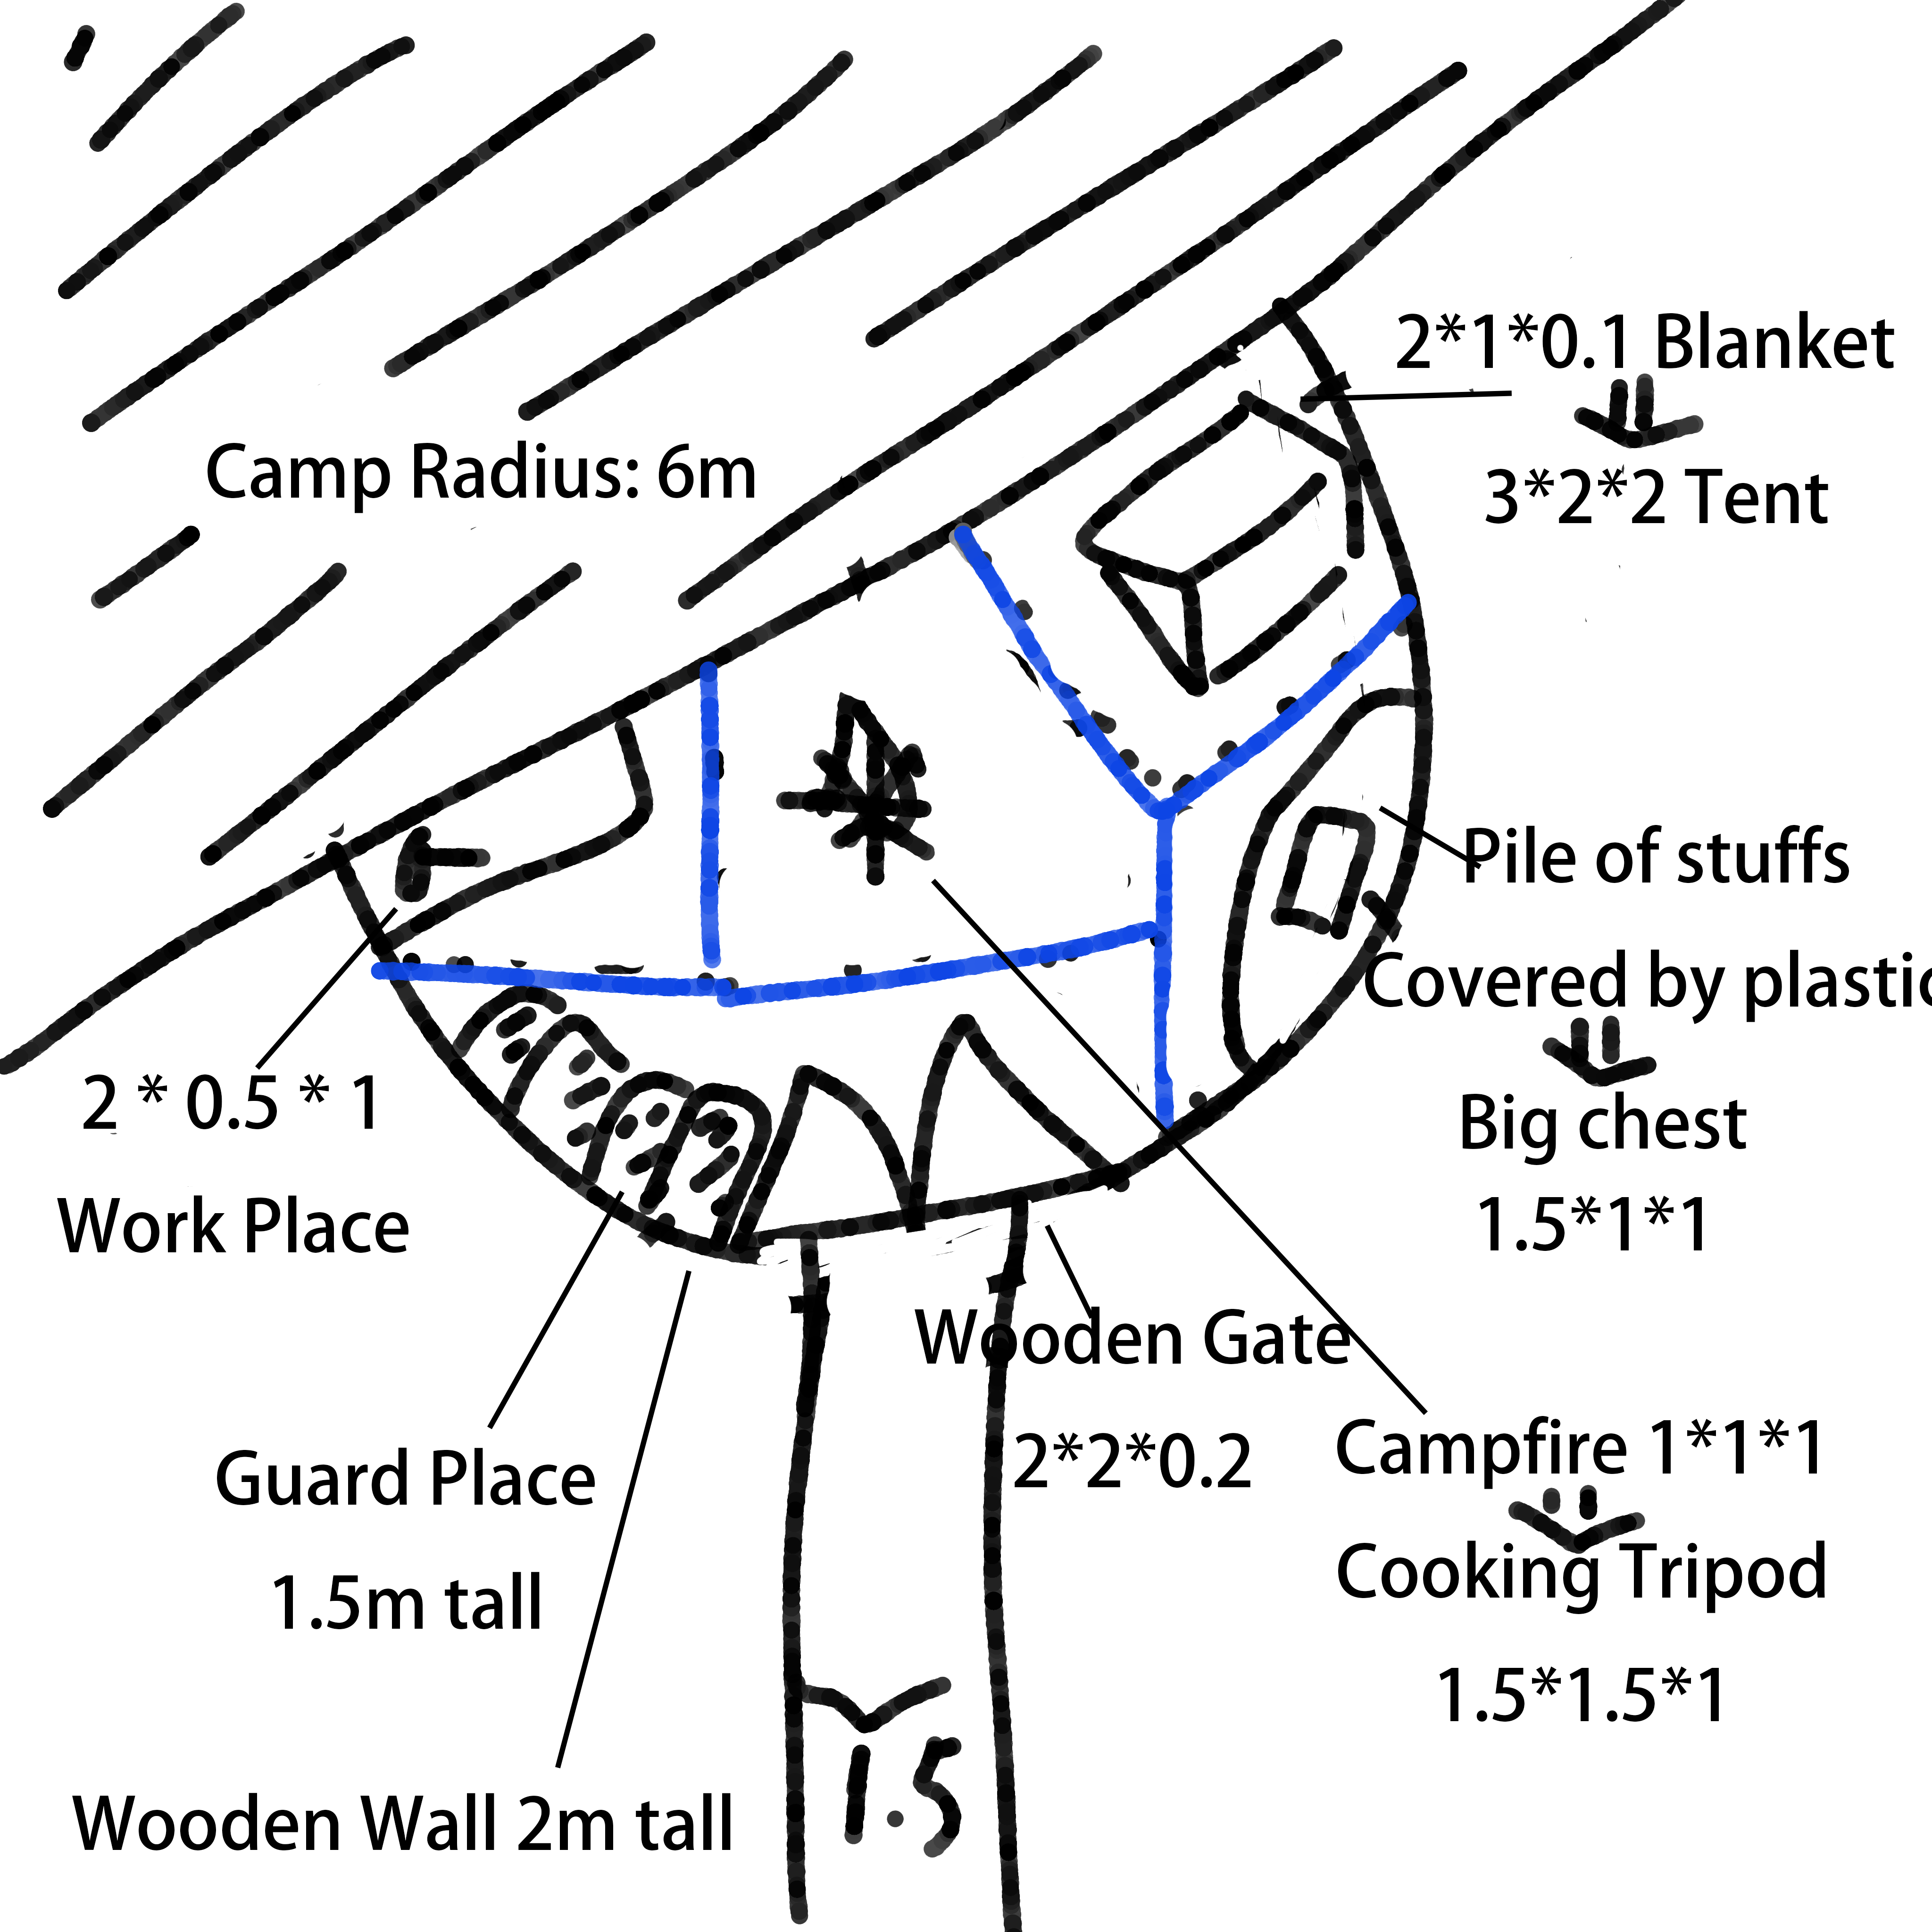 2*1*0.1 Blanket
3*2*2 Tent
Camp Radius: 6m
Pile of stuffs
Covered by plastic
2 * 0.5 * 1
Work Place
Big chest
1.5*1*1
Wooden Gate
2*2*0.2
Campfire 1*1*1
Cooking Tripod
1.5*1.5*1
Guard Place
1.5m tall
1.5
Wooden Wall 2m tall